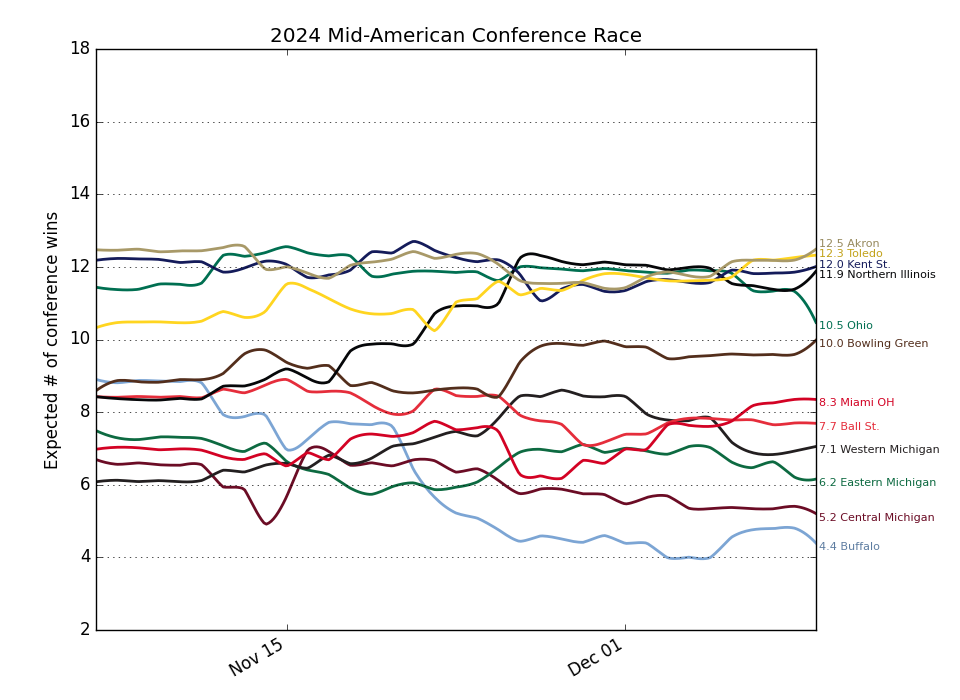 2024 Mid-American Conference Race
Expected # of conference wins
18
16
14
12
10
8
6
4
2
Nov 15
Dec 01
12.5 Akron
12.3 Toledo
12.0 Kent St.
11.9 Northern Illinois
10.5 Ohio
10.0 Bowling Green
8.3 Miami OH
7.7 Ball St.
7.1 Western Michigan
6.2 Eastern Michigan
5.2 Central Michigan
4.4 Buffalo